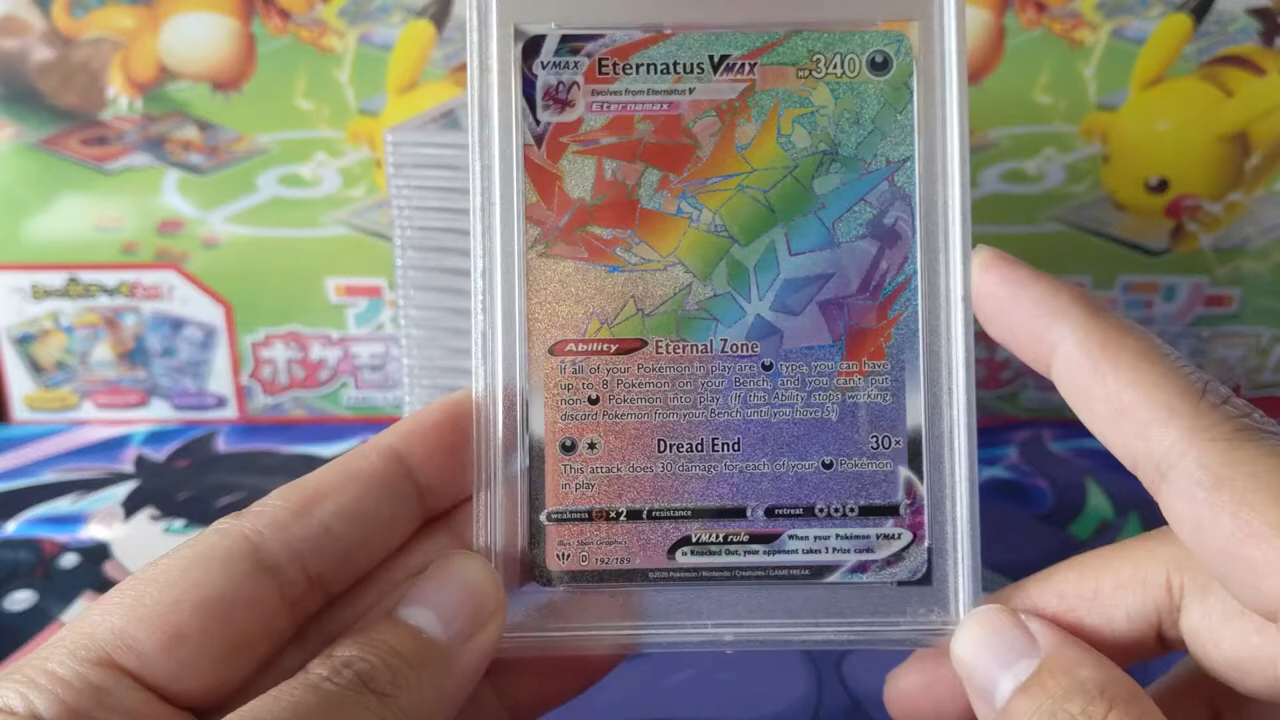 VMAX
Eternatus VMAX
HP 340
Evolves from Eternatus V
Eternamax
Ability Eternal Zone
If all of your Pokémon in play are type, you can have
up to 8 Pokémon on your Bench, and you can't put
non- Pokémon into play. (If this Ability stops working,
discard Pokémon from your Bench until you have 5.)
Dread End 30×
This attack does 30 damage for each of your Pokémon
in play.
weakness ×2 resistance retreat
Illus. 5ban Graphics
VMAX rule When your Pokémon VMAX
is Knocked Out, your opponent takes 3 Prize cards.
D 192/189
©2020 Pokémon / Nintendo / Creatures / GAME FREAK
ポケモ